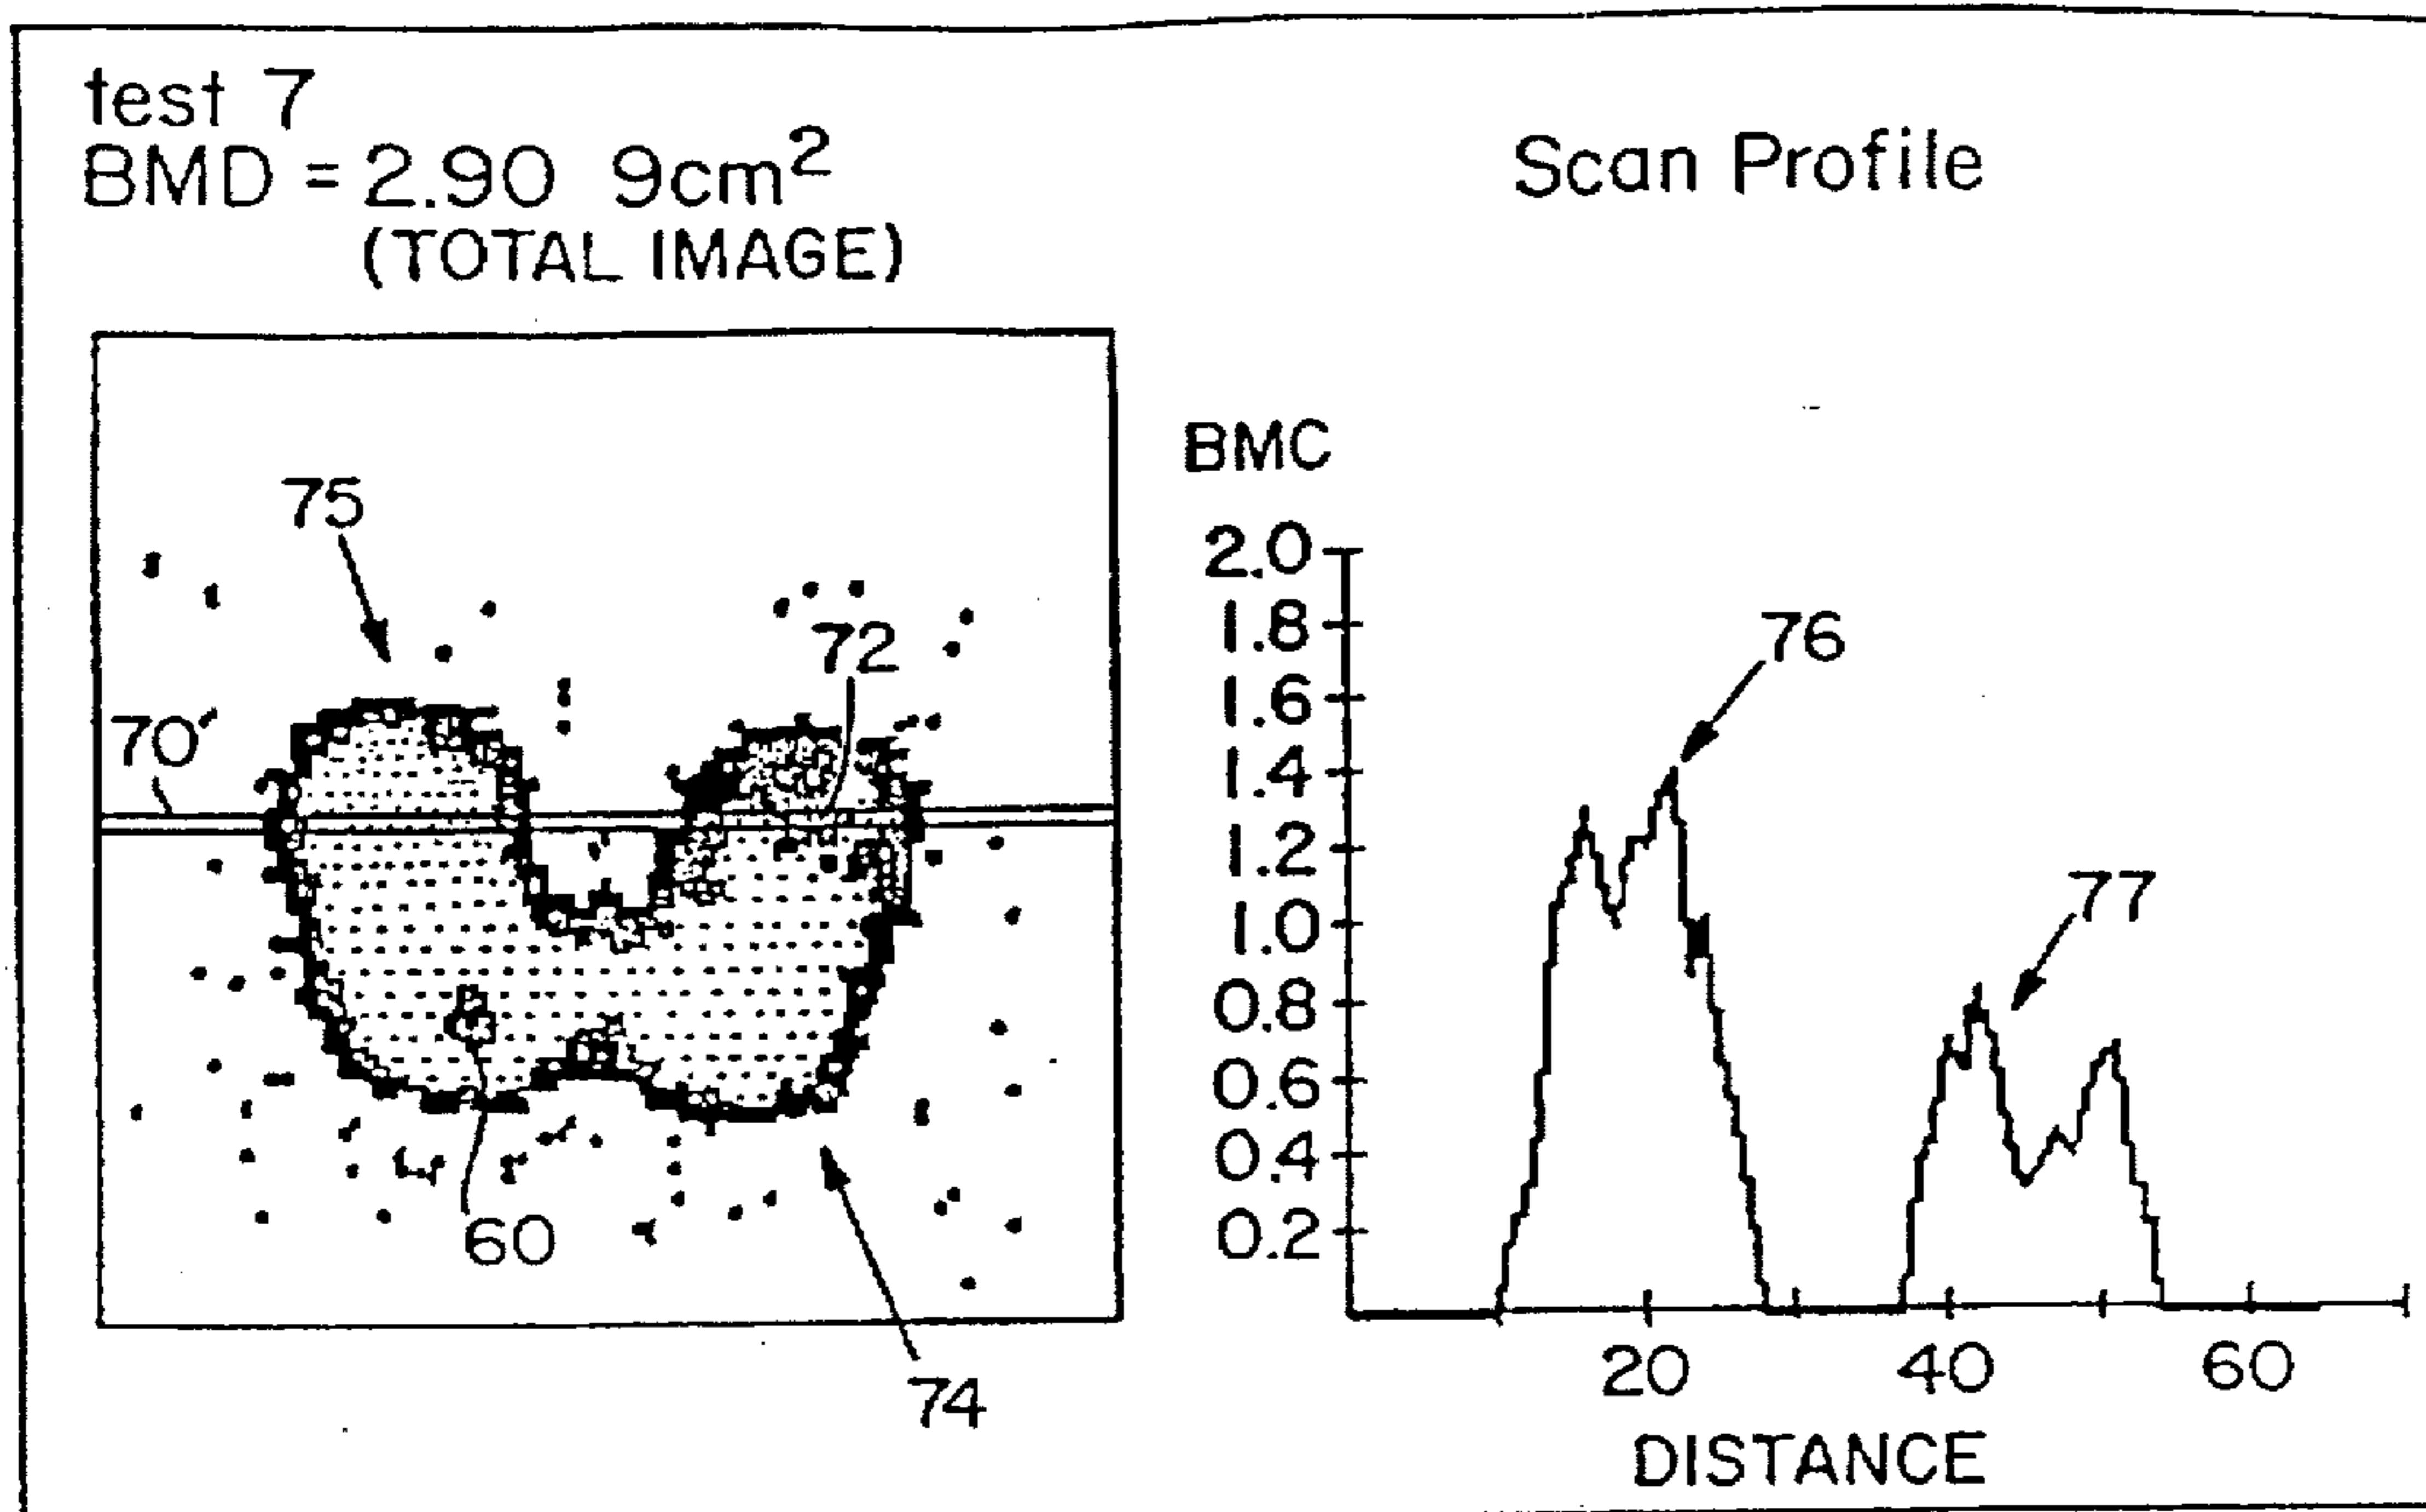 test 7
BMD = 2.90 9cm²
(TOTAL IMAGE)
Scan Profile
75
72
70'
60
74
BMC
2.0
1.8
1.6
1.4
1.2
1.0
0.8
0.6
0.4
0.2
76
77
20 40 60
DISTANCE